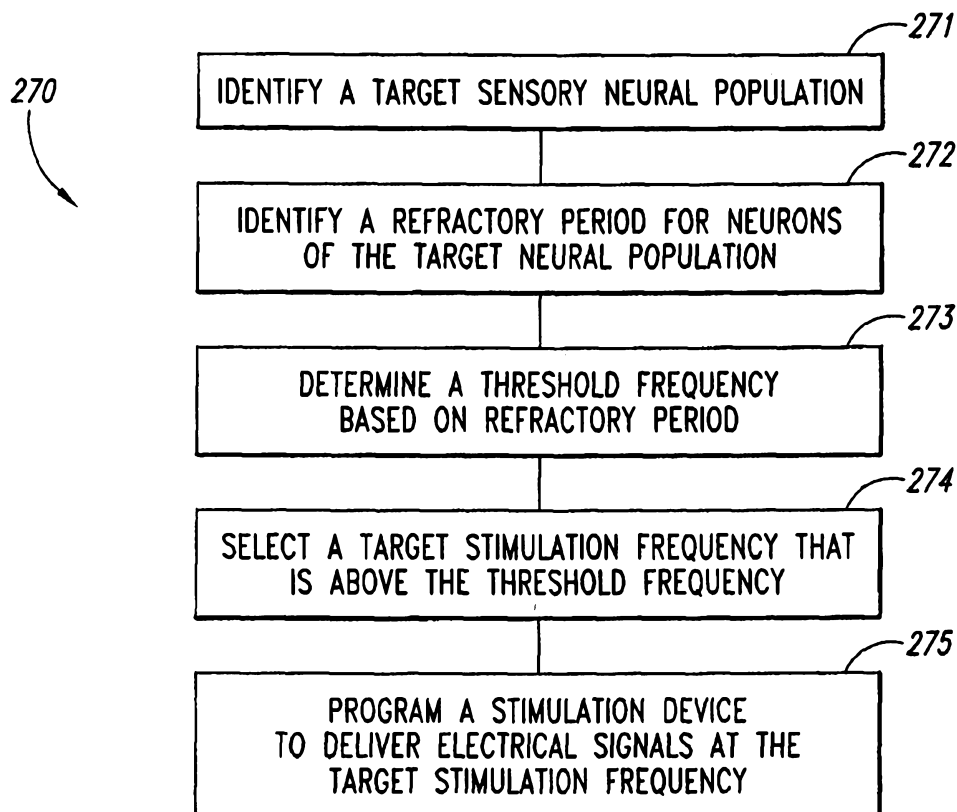 271
270
IDENTIFY A TARGET SENSORY NEURAL POPULATION
272
IDENTIFY A REFRACTORY PERIOD FOR NEURONS
OF THE TARGET NEURAL POPULATION
273
DETERMINE A THRESHOLD FREQUENCY
BASED ON REFRACTORY PERIOD
274
SELECT A TARGET STIMULATION FREQUENCY THAT
IS ABOVE THE THRESHOLD FREQUENCY
275
PROGRAM A STIMULATION DEVICE
TO DELIVER ELECTRICAL SIGNALS AT THE
TARGET STIMULATION FREQUENCY